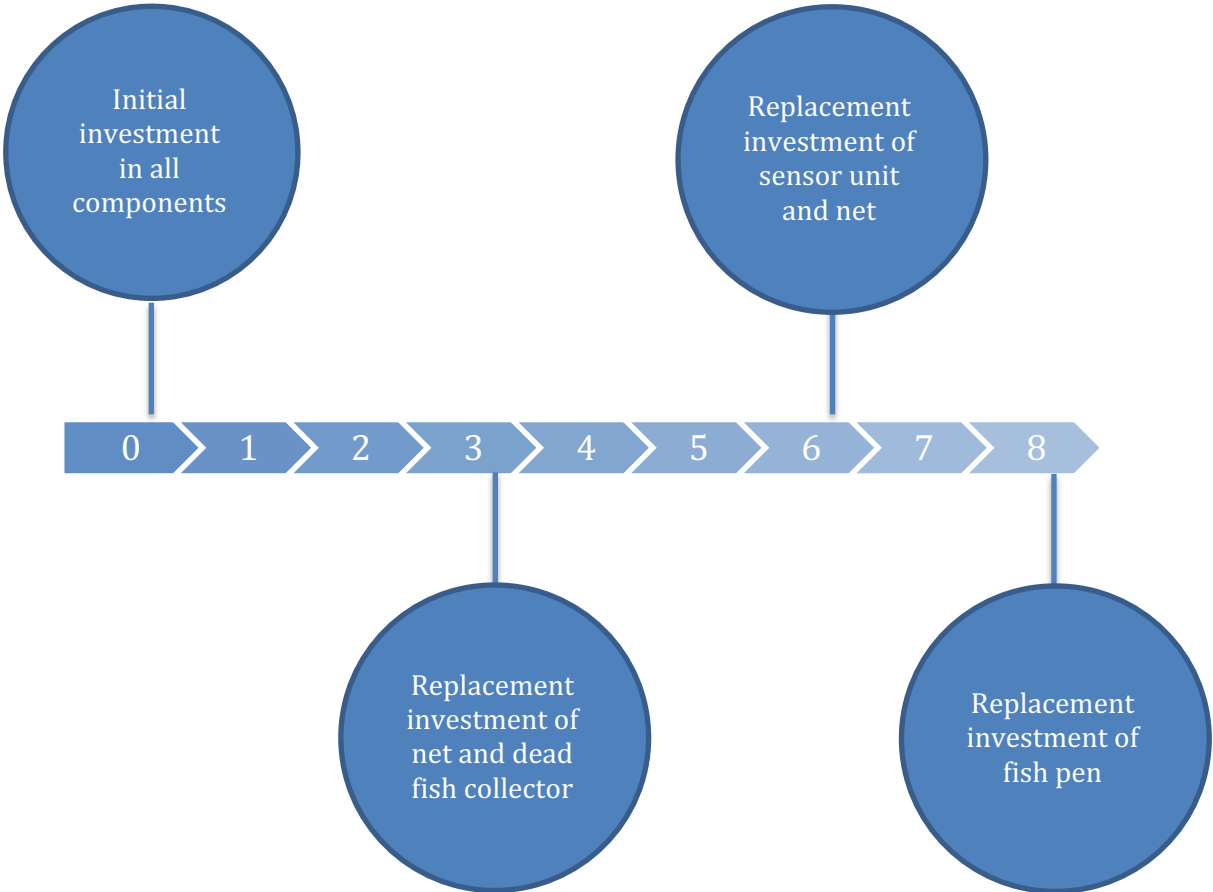 Initial
investment
in all
components
Replacement
investment of
sensor unit
and net
0 1 2 3 4 5 6 7 8
Replacement
investment of
net and dead
fish collector
Replacement
investment of
fish pen